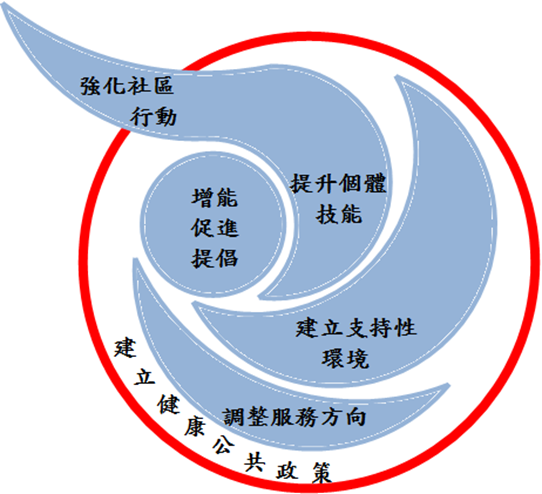 強化社區
行動
提升個體
技能
增能
促進
提倡
建立支持性
環境
調整服務方向
建立健康公共政策